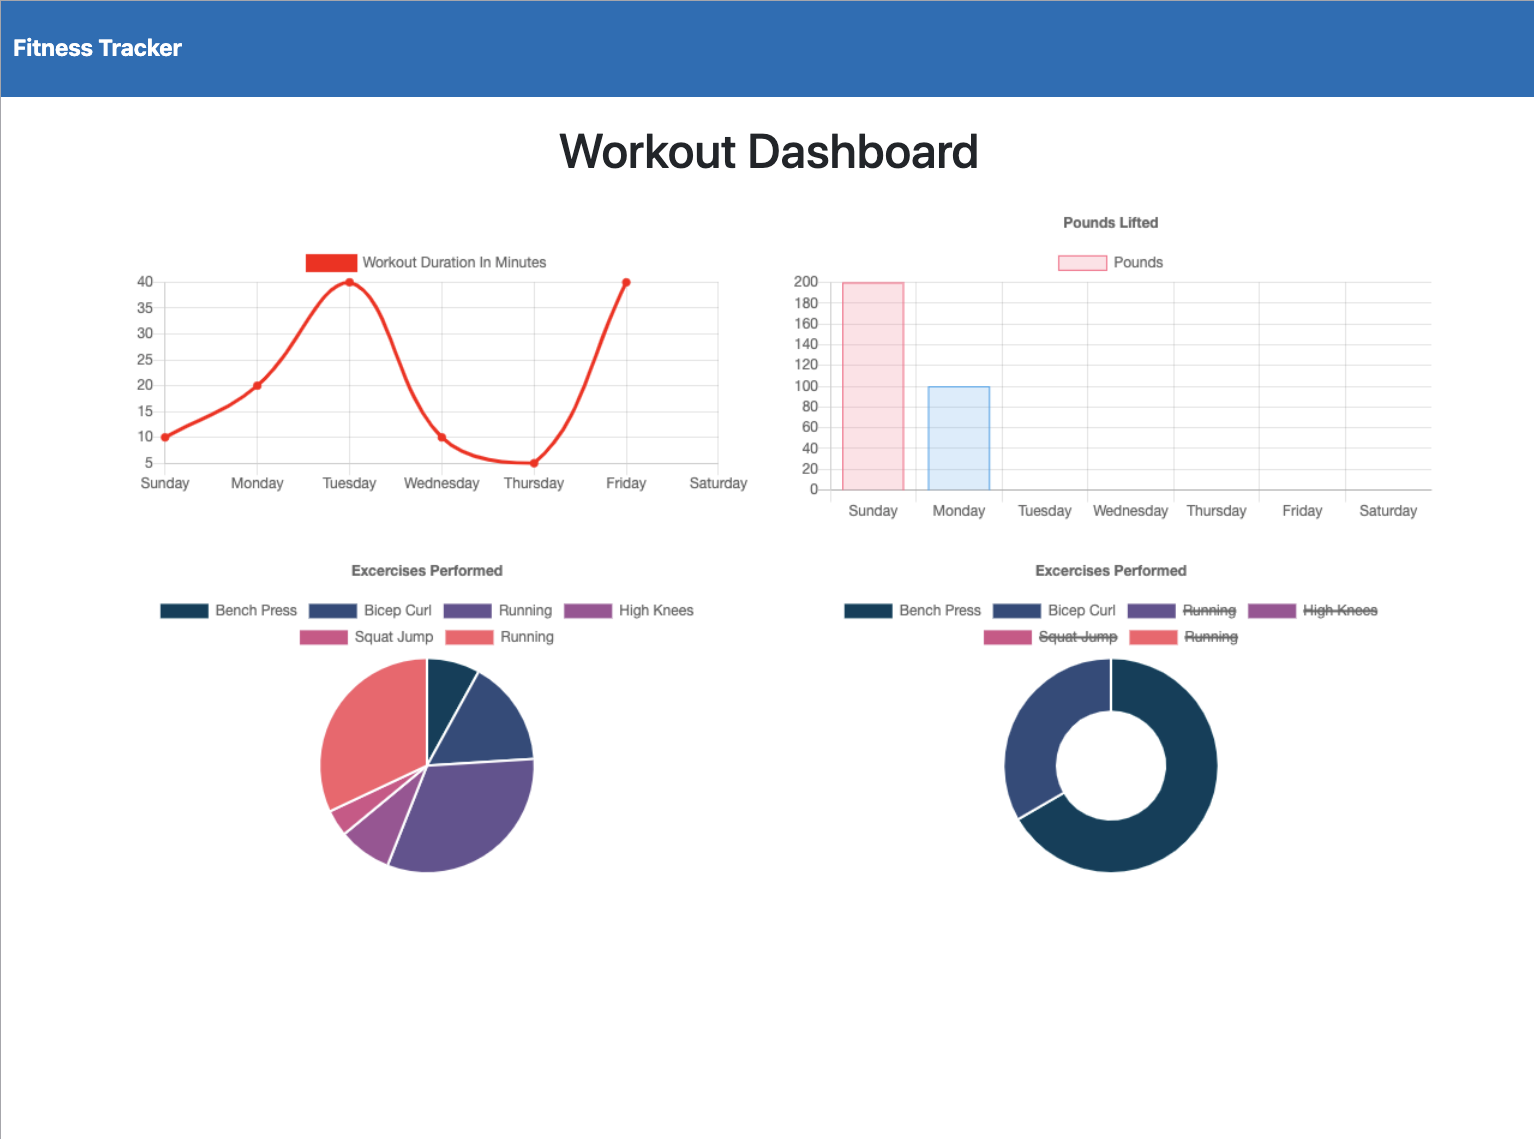 Fitness Tracker
Workout Dashboard
Workout Duration In Minutes
40
35
30
25
20
15
10
5
Sunday Monday Tuesday Wednesday Thursday Friday Saturday
Pounds Lifted
Pounds
200
180
160
140
120
100
80
60
40
20
0
Sunday Monday Tuesday Wednesday Thursday Friday Saturday
Excercises Performed
Bench Press Bicep Curl Running High Knees
Squat Jump Running
Excercises Performed
Bench Press Bicep Curl Running High Knees
Squat Jump Running